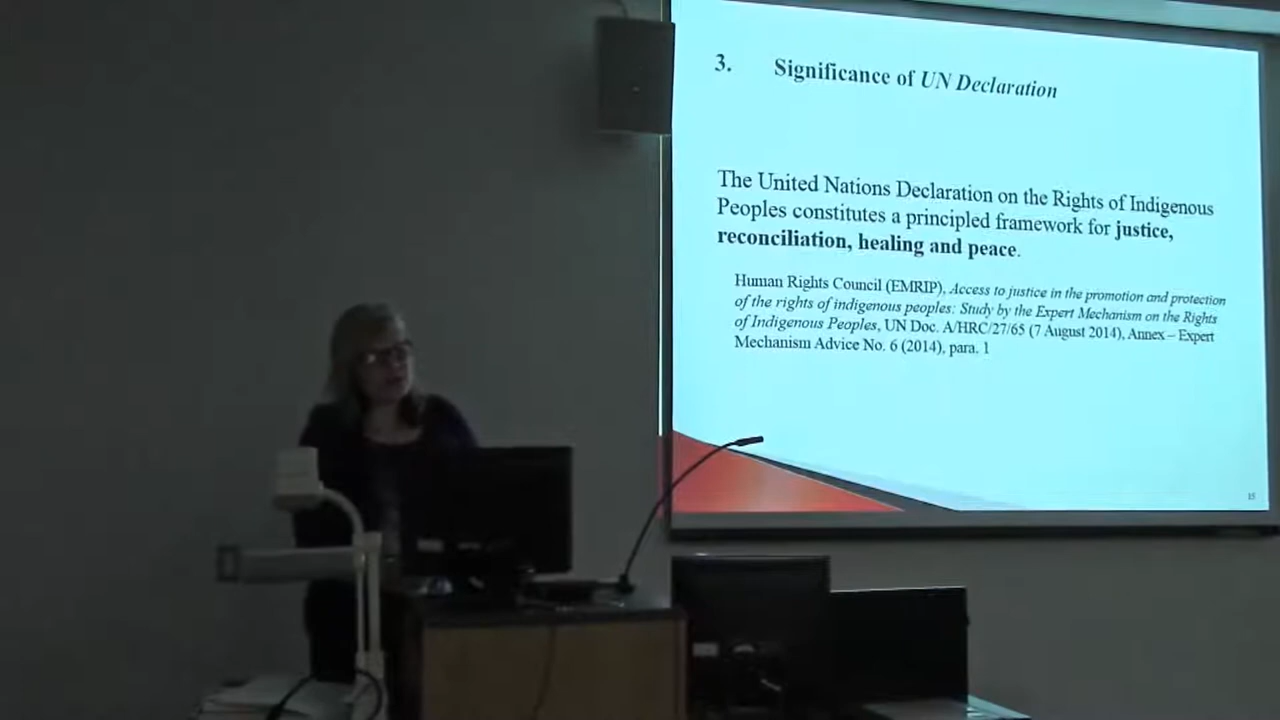 3. Significance of UN Declaration
The United Nations Declaration on the Rights of Indigenous
Peoples constitutes a principled framework for justice,
reconciliation, healing and peace.
Human Rights Council (EMRIP), Access to justice in the promotion and protection
of the rights of indigenous peoples: Study by the Expert Mechanism on the Rights
of Indigenous Peoples, UN Doc. A/HRC/27/65 (7 August 2014), Annex – Expert
Mechanism Advice No. 6 (2014), para. 1
15